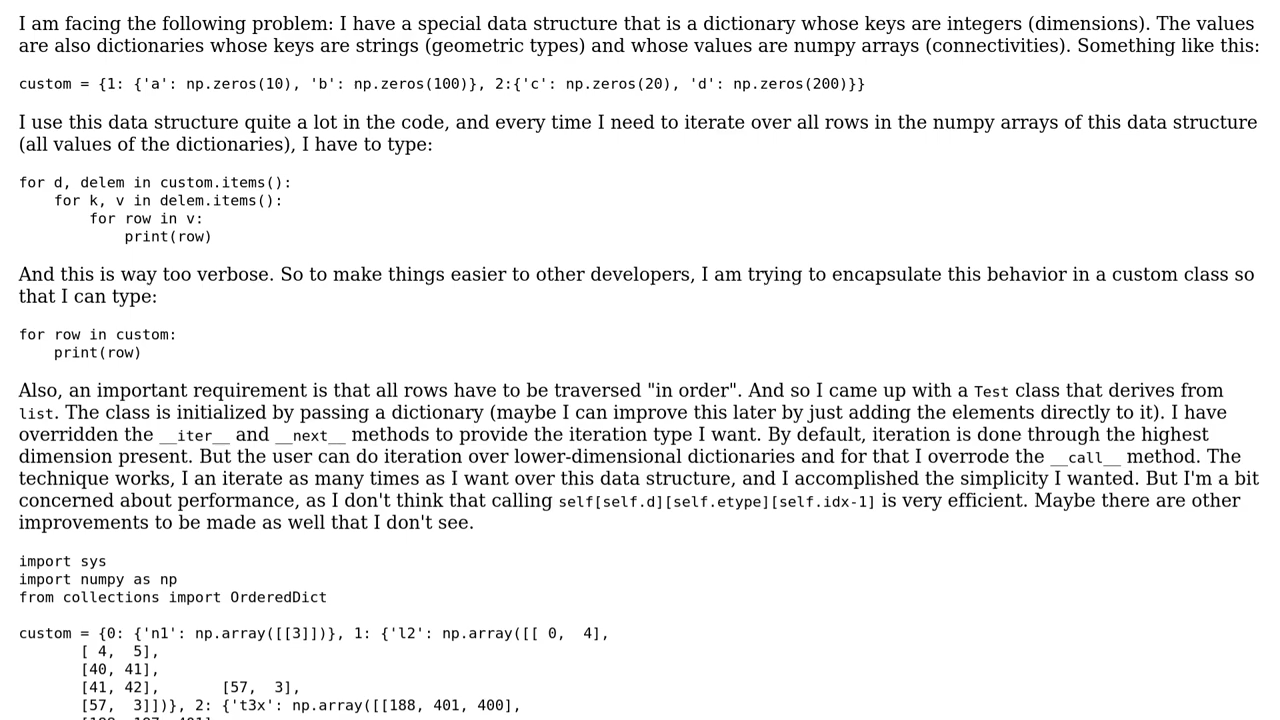 I am facing the following problem: I have a special data structure that is a dictionary whose keys are integers (dimensions). The values
are also dictionaries whose keys are strings (geometric types) and whose values are numpy arrays (connectivities). Something like this:
custom = {1: {'a': np.zeros(10), 'b': np.zeros(100)}, 2:{'c': np.zeros(20), 'd': np.zeros(200)}}
I use this data structure quite a lot in the code, and every time I need to iterate over all rows in the numpy arrays of this data structure
(all values of the dictionaries), I have to type:
for d, delem in custom.items():
    for k, v in delem.items():
        for row in v:
            print(row)
And this is way too verbose. So to make things easier to other developers, I am trying to encapsulate this behavior in a custom class so
that I can type:
for row in custom:
    print(row)
Also, an important requirement is that all rows have to be traversed "in order". And so I came up with a Test class that derives from
list. The class is initialized by passing a dictionary (maybe I can improve this later by just adding the elements directly to it). I have
overridden the __iter__ and __next__ methods to provide the iteration type I want. By default, iteration is done through the highest
dimension present. But the user can do iteration over lower-dimensional dictionaries and for that I overrode the __call__ method. The
technique works, I an iterate as many times as I want over this data structure, and I accomplished the simplicity I wanted. But I'm a bit
concerned about performance, as I don't think that calling self[self.d][self.etype][self.idx-1] is very efficient. Maybe there are other
improvements to be made as well that I don't see.
import sys
import numpy as np
from collections import OrderedDict
custom = {0: {'n1': np.array([[3]])}, 1: {'l2': np.array([[ 0,  4],
       [ 4,  5],
       [40, 41],
       [41, 42],       [57,  3],
       [57,  3]])}, 2: {'t3x': np.array([[188, 401, 400],